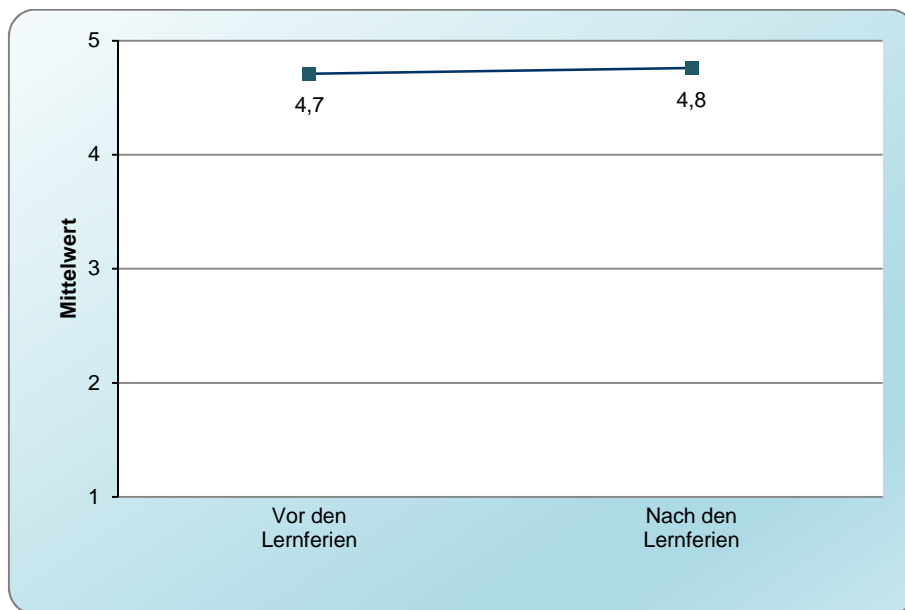 5
4,7
4,8
4
Mittelwert
3
2
1
Vor den
Lernferien
Nach den
Lernferien